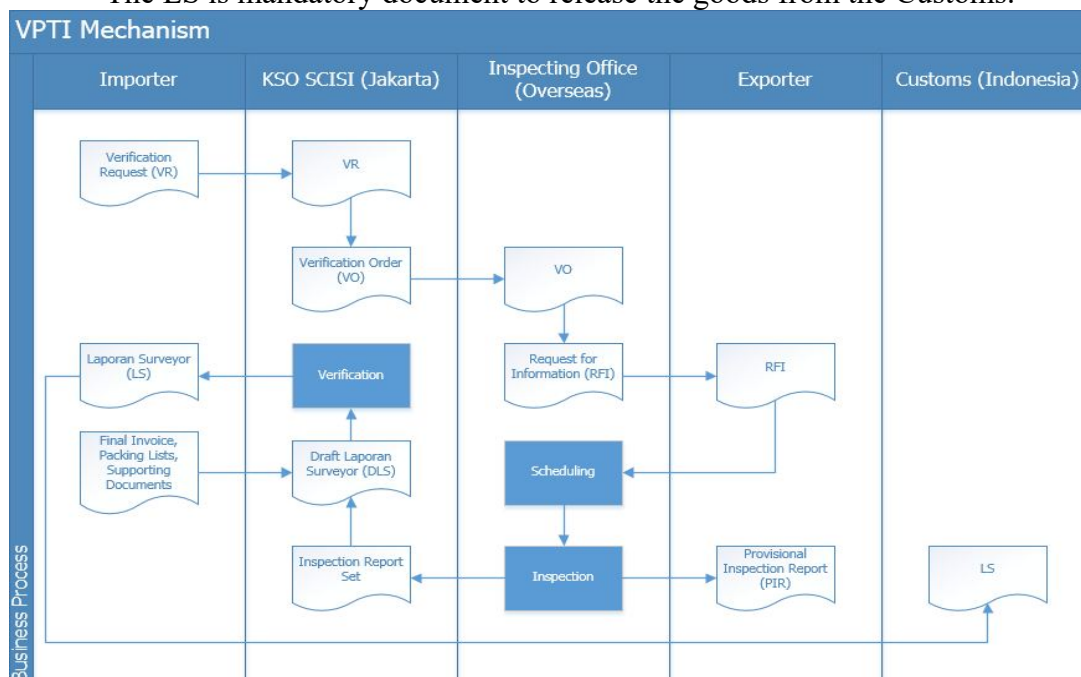 The LS is mandatory document to release the goods from the Customs.
VPTI Mechanism
Importer
KSO SCISI (Jakarta)
Inspecting Office
(Overseas)
Exporter
Customs (Indonesia)
Verification
Request (VR)
VR
Verification Order
(VO)
VO
Laporan Surveyor
(LS)
Verification
Request for
Information (RFI)
RFI
Final Invoice,
Packing Lists,
Supporting
Documents
Draft Laporan
Surveyor (DLS)
Scheduling
Inspection Report
Set
Inspection
Provisional
Inspection Report
(PIR)
LS
Business Process